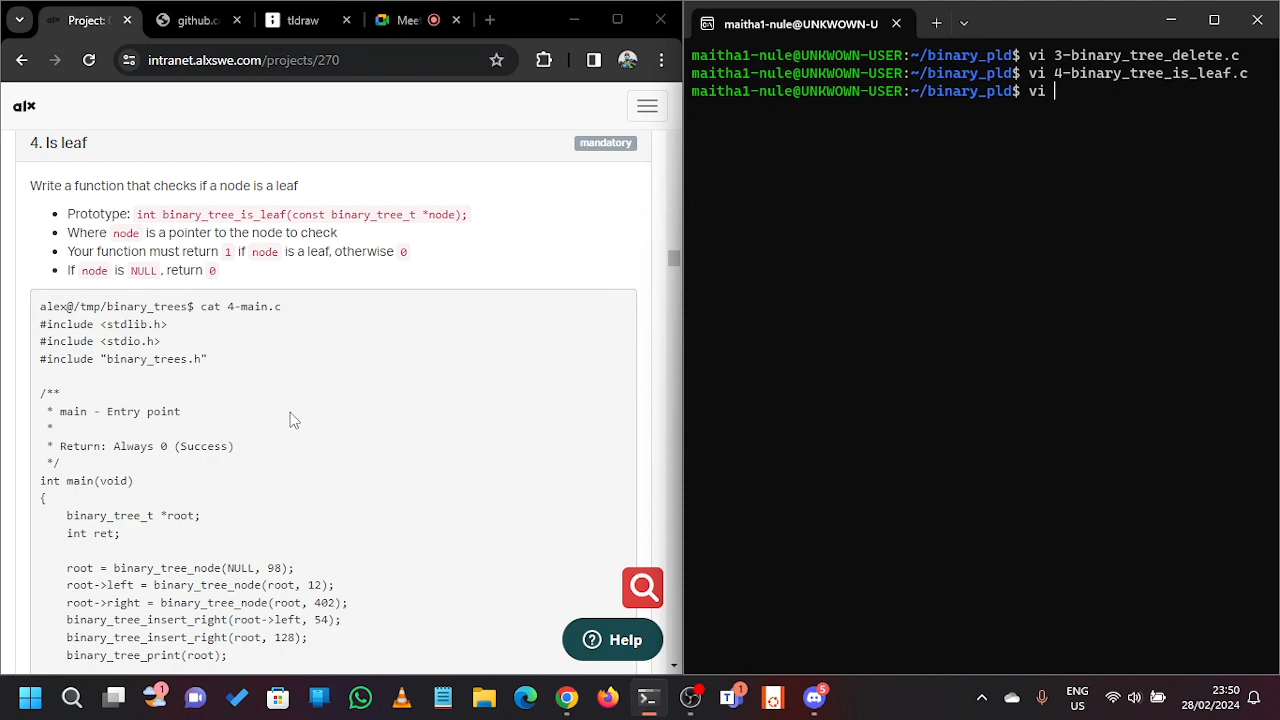 Project: (
github.c
tldraw
Meet
intranet.alxswe.com/projects/270
alx
4. Is leaf
mandatory
Write a function that checks if a node is a leaf
Prototype: int binary_tree_is_leaf(const binary_tree_t *node);
Where node is a pointer to the node to check
Your function must return 1 if node is a leaf, otherwise 0
If node is NULL, return 0
alex@/tmp/binary_trees$ cat 4-main.c
#include <stdlib.h>
#include <stdio.h>
#include "binary_trees.h"
/**
 * main - Entry point
 *
 * Return: Always 0 (Success)
 */
int main(void)
{
binary_tree_t *root;
int ret;
root = binary_tree_node(NULL, 98);
root->left = binary_tree_node(root, 12);
root->right = binary_tree_node(root, 402);
binary_tree_insert_right(root->left, 54);
binary_tree_insert_right(root, 128);
binary_tree_print(root);
Help
maitha1-nule@UNKWOWN-U
maitha1-nule@UNKWOWN-USER:~/binary_pld$ vi 3-binary_tree_delete.c
maitha1-nule@UNKWOWN-USER:~/binary_pld$ vi 4-binary_tree_is_leaf.c
maitha1-nule@UNKWOWN-USER:~/binary_pld$ vi
1
1
5
ENG
US
23:50
28/02/2024